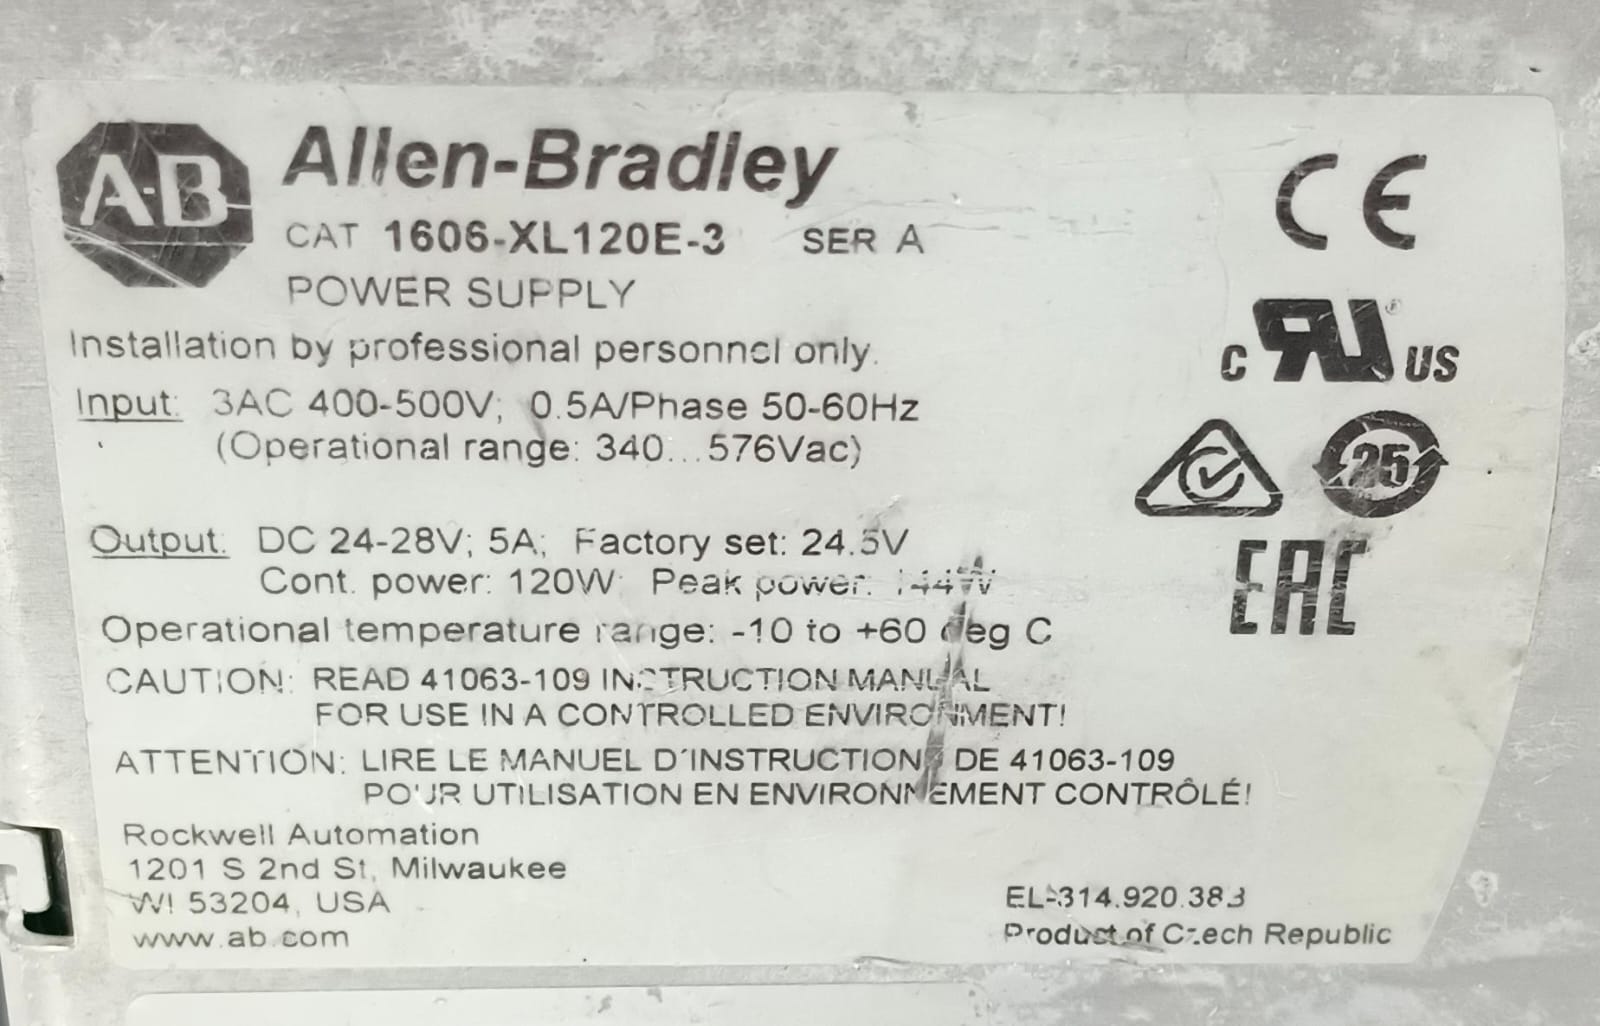 A-B Allen-Bradley
CAT 1606-XL120E-3 SER A
POWER SUPPLY
Installation by professional personnel only.
Input: 3AC 400-500V; 0.5A/Phase 50-60Hz
(Operational range: 340...576Vac)
Output: DC 24-28V; 5A; Factory set: 24.5V
Cont. power: 120W Peak power: 144W
Operational temperature range: -10 to +60 deg C
CAUTION: READ 41063-109 INSTRUCTION MANUAL
FOR USE IN A CONTROLLED ENVIRONMENT!
ATTENTION: LIRE LE MANUEL D'INSTRUCTION DE 41063-109
POUR UTILISATION EN ENVIRONNEMENT CONTRÔLÉ!
Rockwell Automation
1201 S 2nd St, Milwaukee
WI 53204, USA
www.ab.com
CE
c RU ® US
25
EAC
EL-314.920.383
Product of Czech Republic